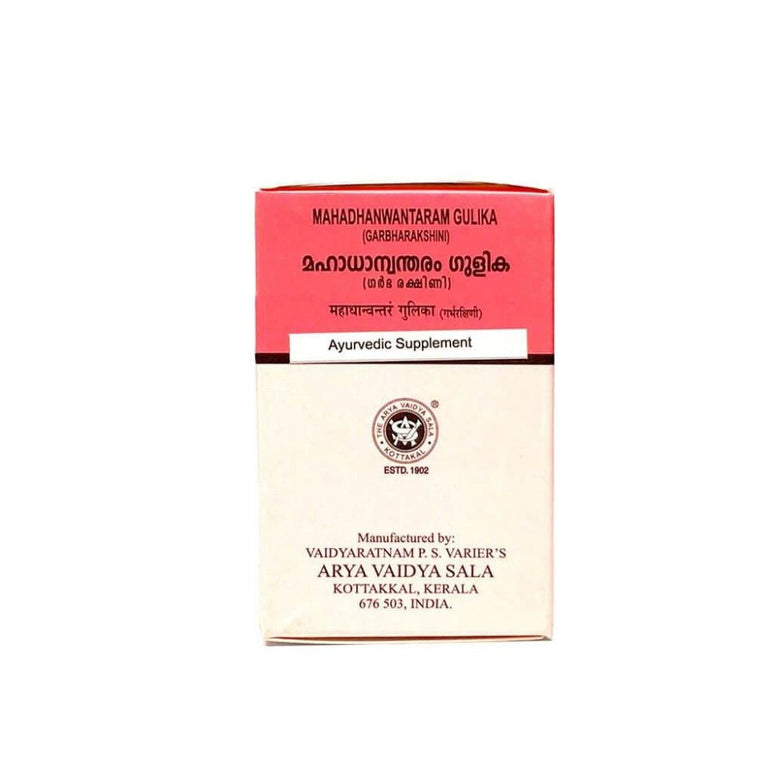 MAHADHANWANTARAM GULIKA
(GARBHARAKSHINI)
മഹാധാന്വന്തരം ഗുളിക
(ഗർഭ രക്ഷിണി)
महाधान्वन्तरं गुलिका (गर्भरक्षिणी)
Ayurvedic Supplement
THE ARYA VAIDYA SALA
KOTTAKAL
®
ESTD. 1902
Manufactured by:
VAIDYARATNAM P. S. VARIER'S
ARYA VAIDYA SALA
KOTTAKKAL, KERALA
676 503, INDIA.